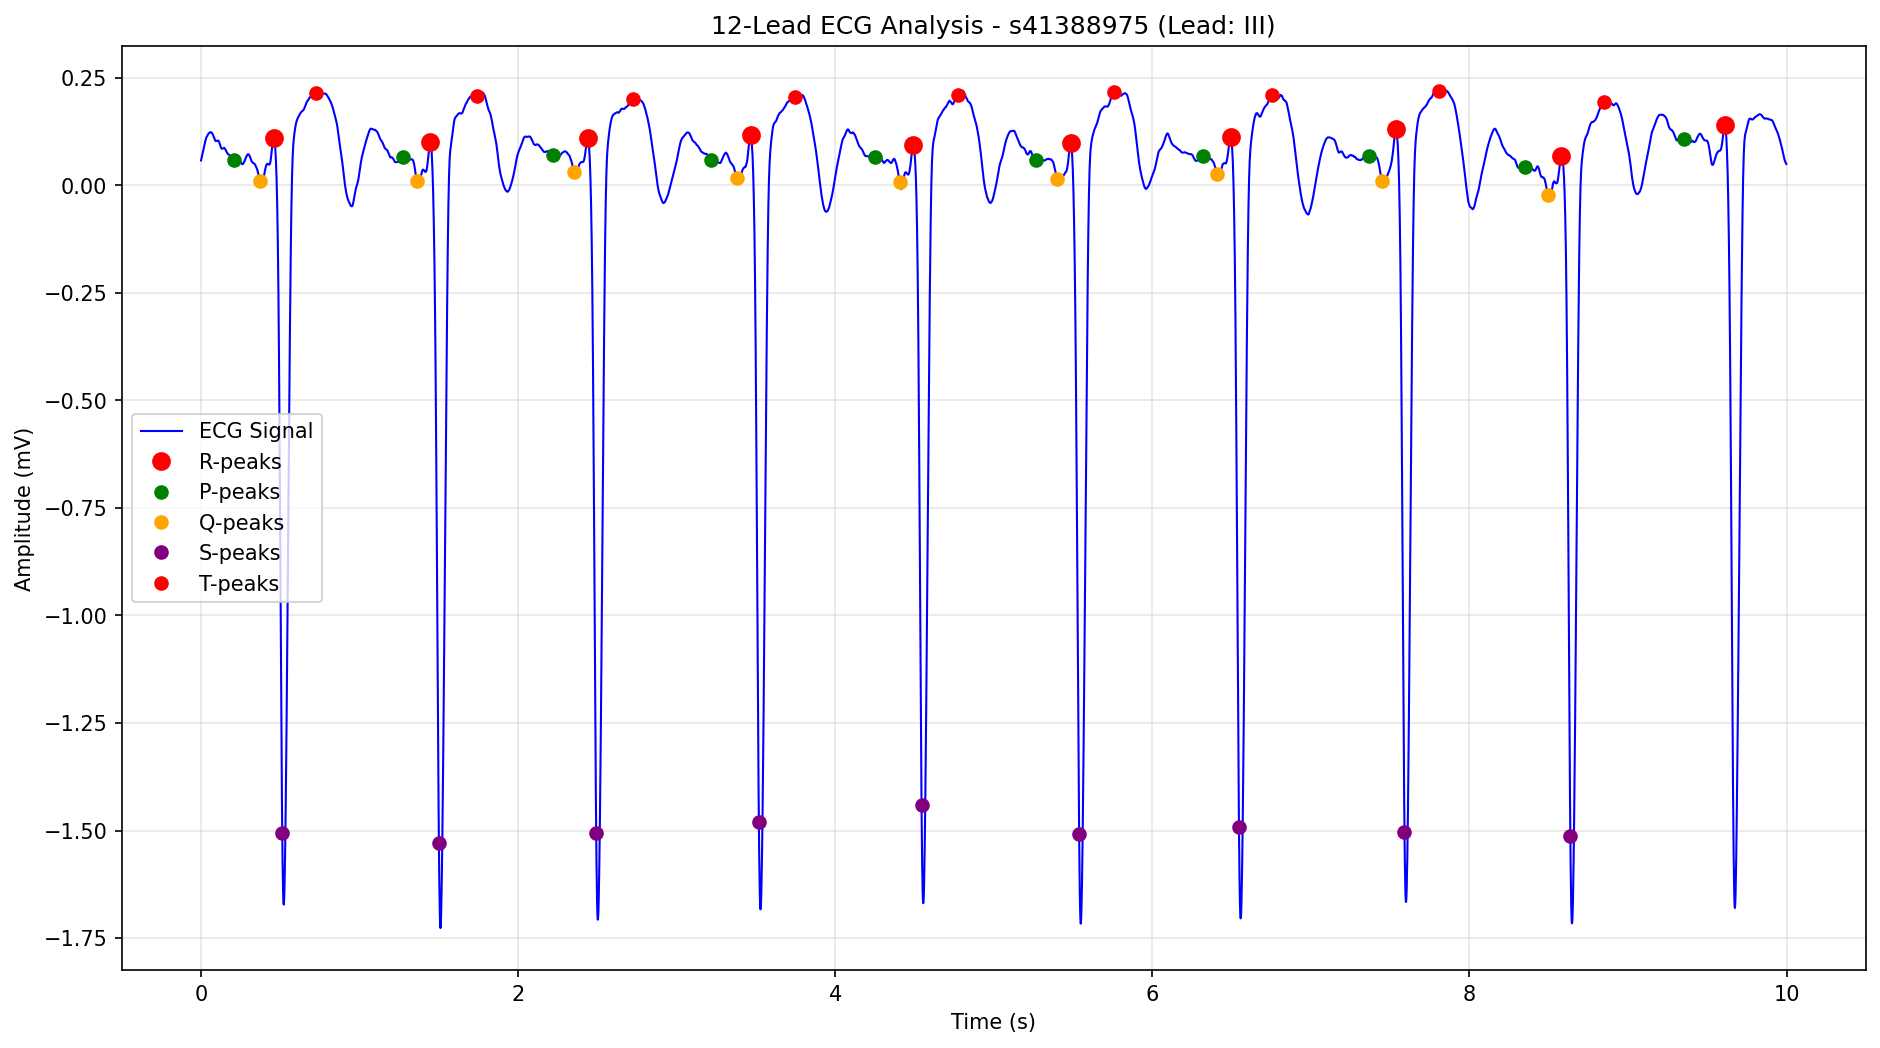 12-Lead ECG Analysis - s41388975 (Lead: III)
0.25
0.00
−0.25
−0.50
−0.75
−1.00
−1.25
−1.50
−1.75
Amplitude (mV)
ECG Signal
R-peaks
P-peaks
Q-peaks
S-peaks
T-peaks
0 2 4 6 8 10
Time (s)